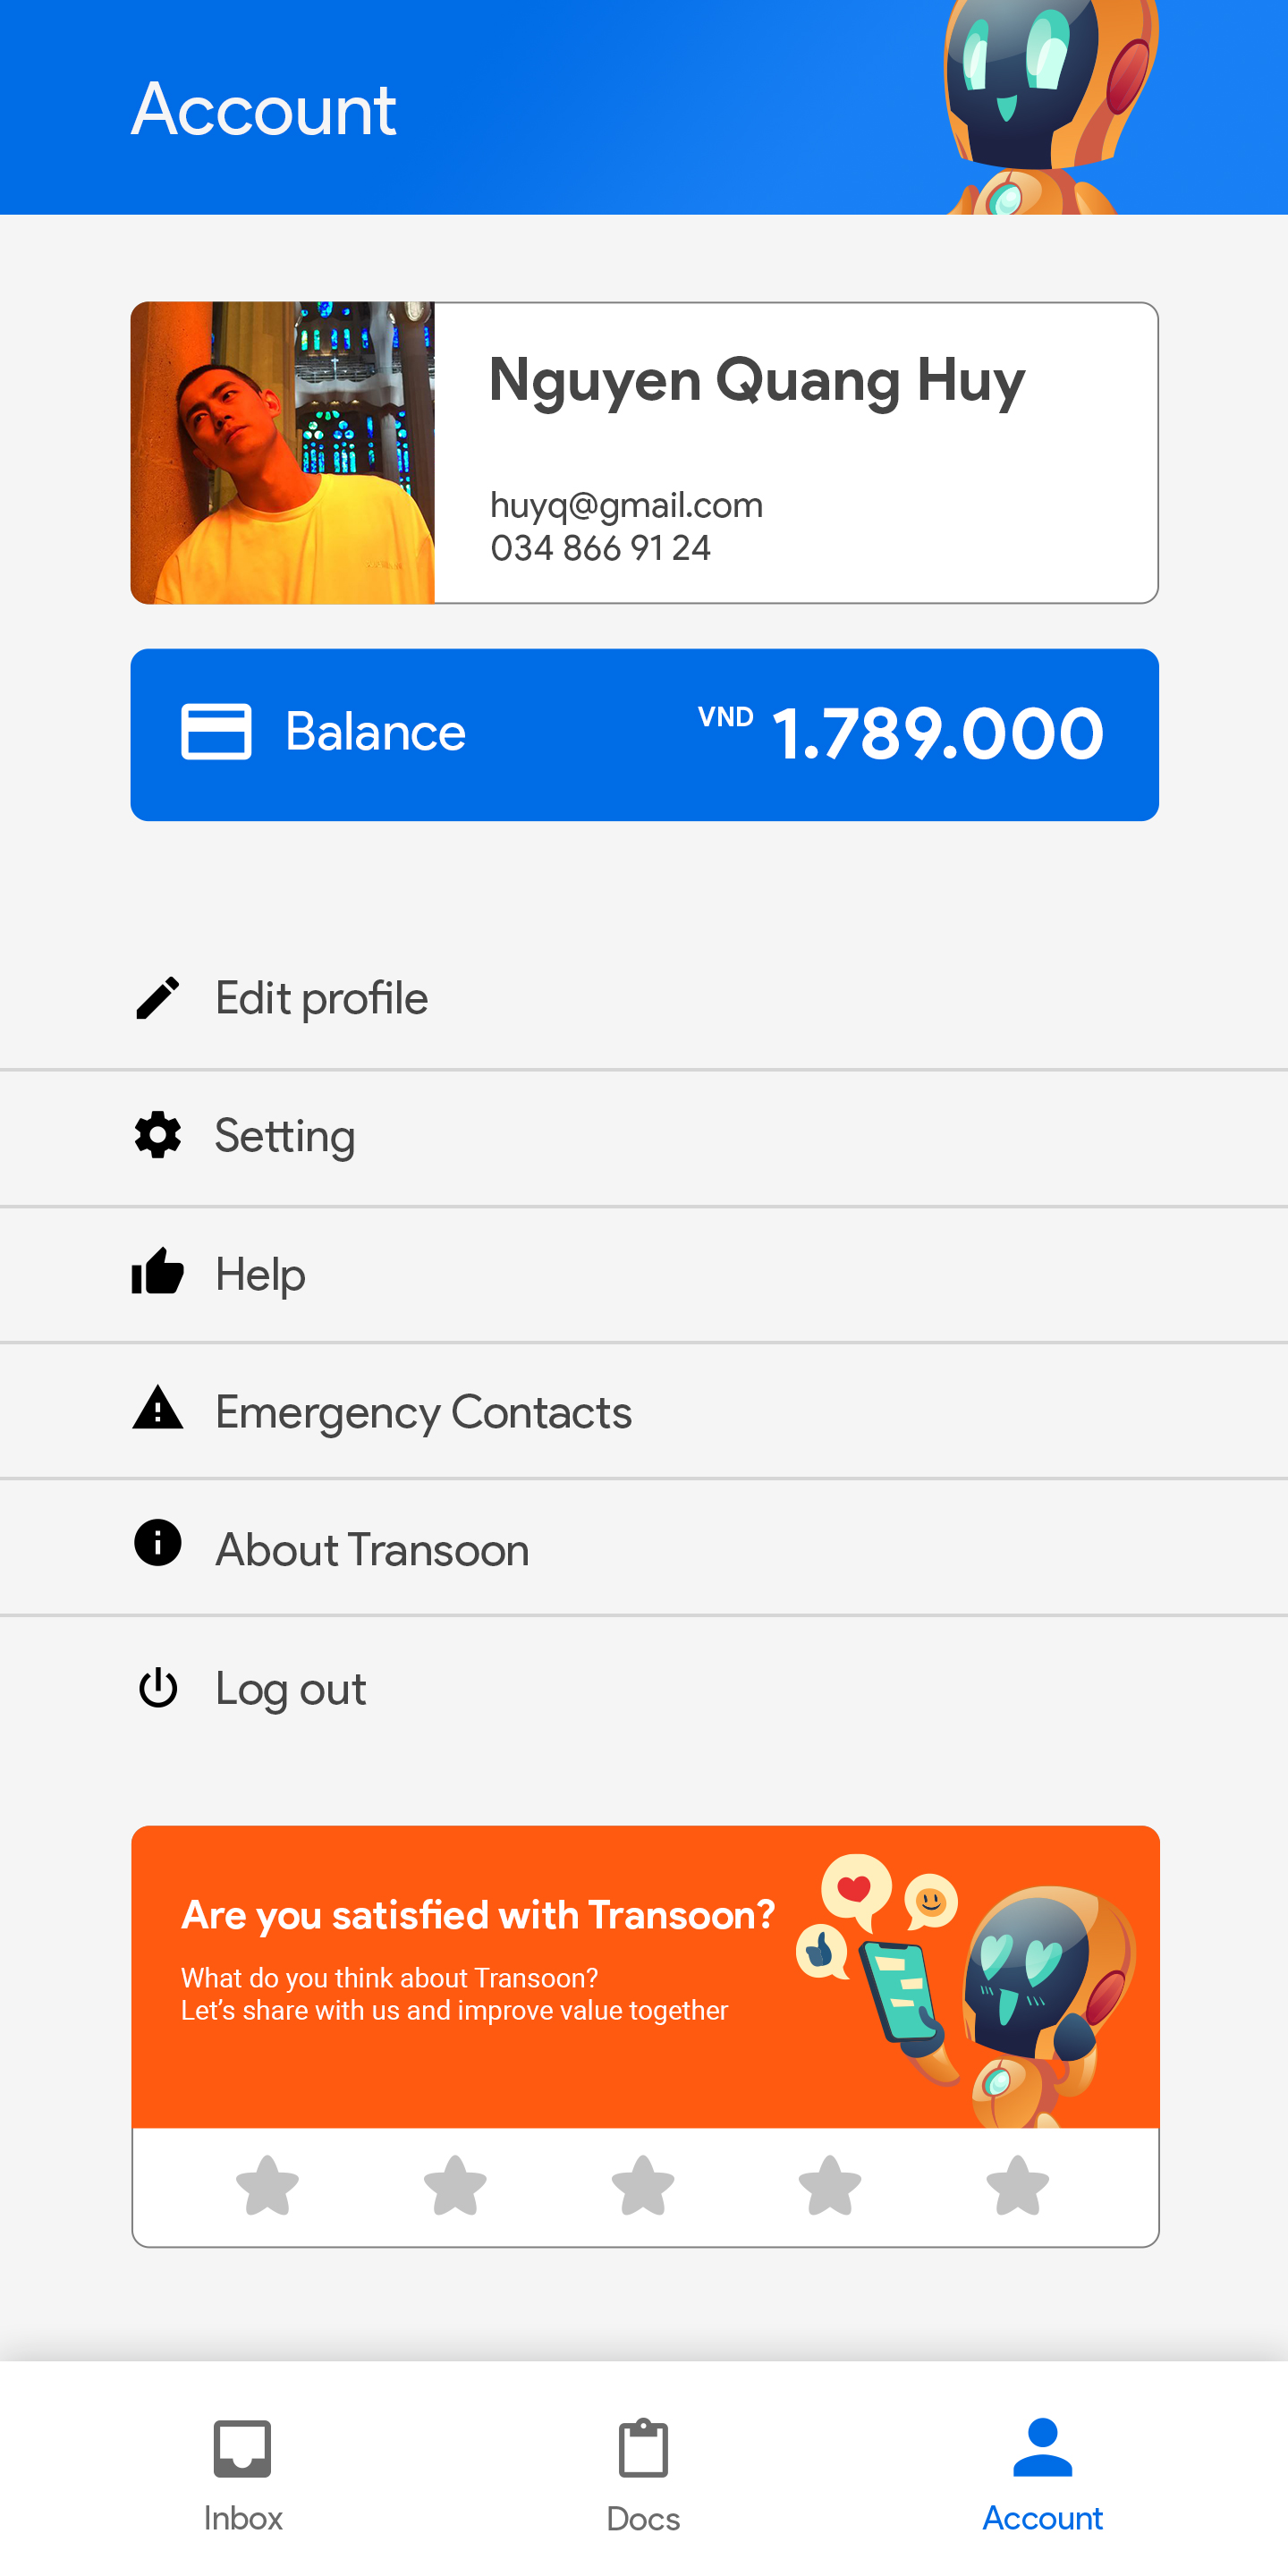 Account
Nguyen Quang Huy
huyq@gmail.com
034 866 91 24
Balance VND 1.789.000
Edit profile
Setting
Help
Emergency Contacts
About Transoon
Log out
Are you satisfied with Transoon?
What do you think about Transoon?
Let’s share with us and improve value together
Inbox Docs Account